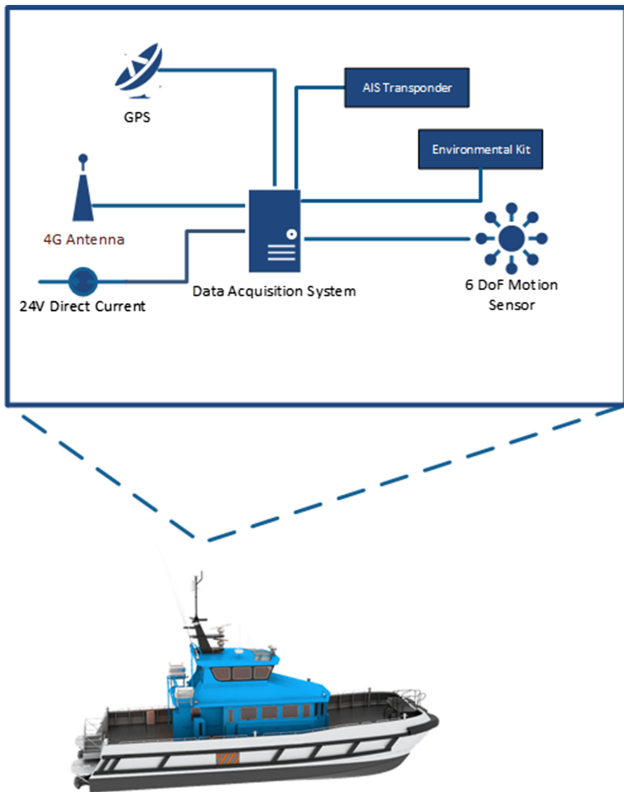 GPS
AIS Transponder
Environmental Kit
4G Antenna
24V Direct Current
Data Acquisition System
6 DoF Motion
Sensor